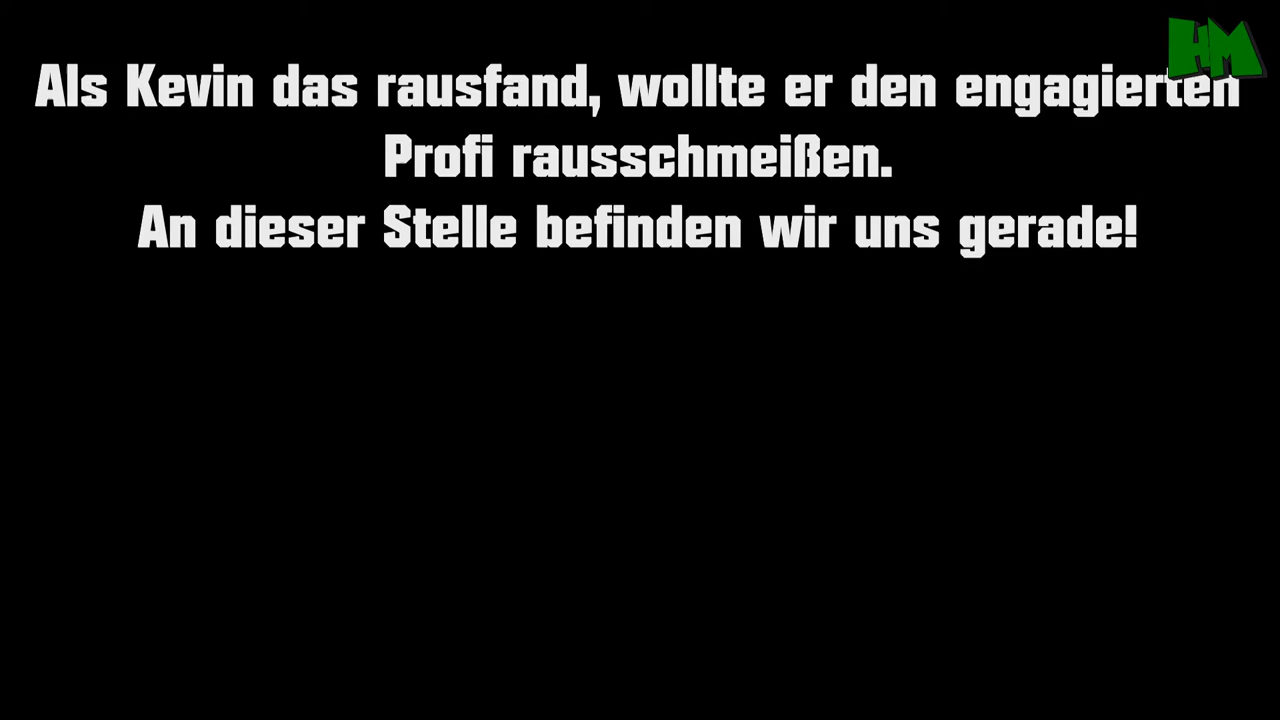 HM
Als Kevin das rausfand, wollte er den engagierten
Profi rausschmeißen.
An dieser Stelle befinden wir uns gerade!